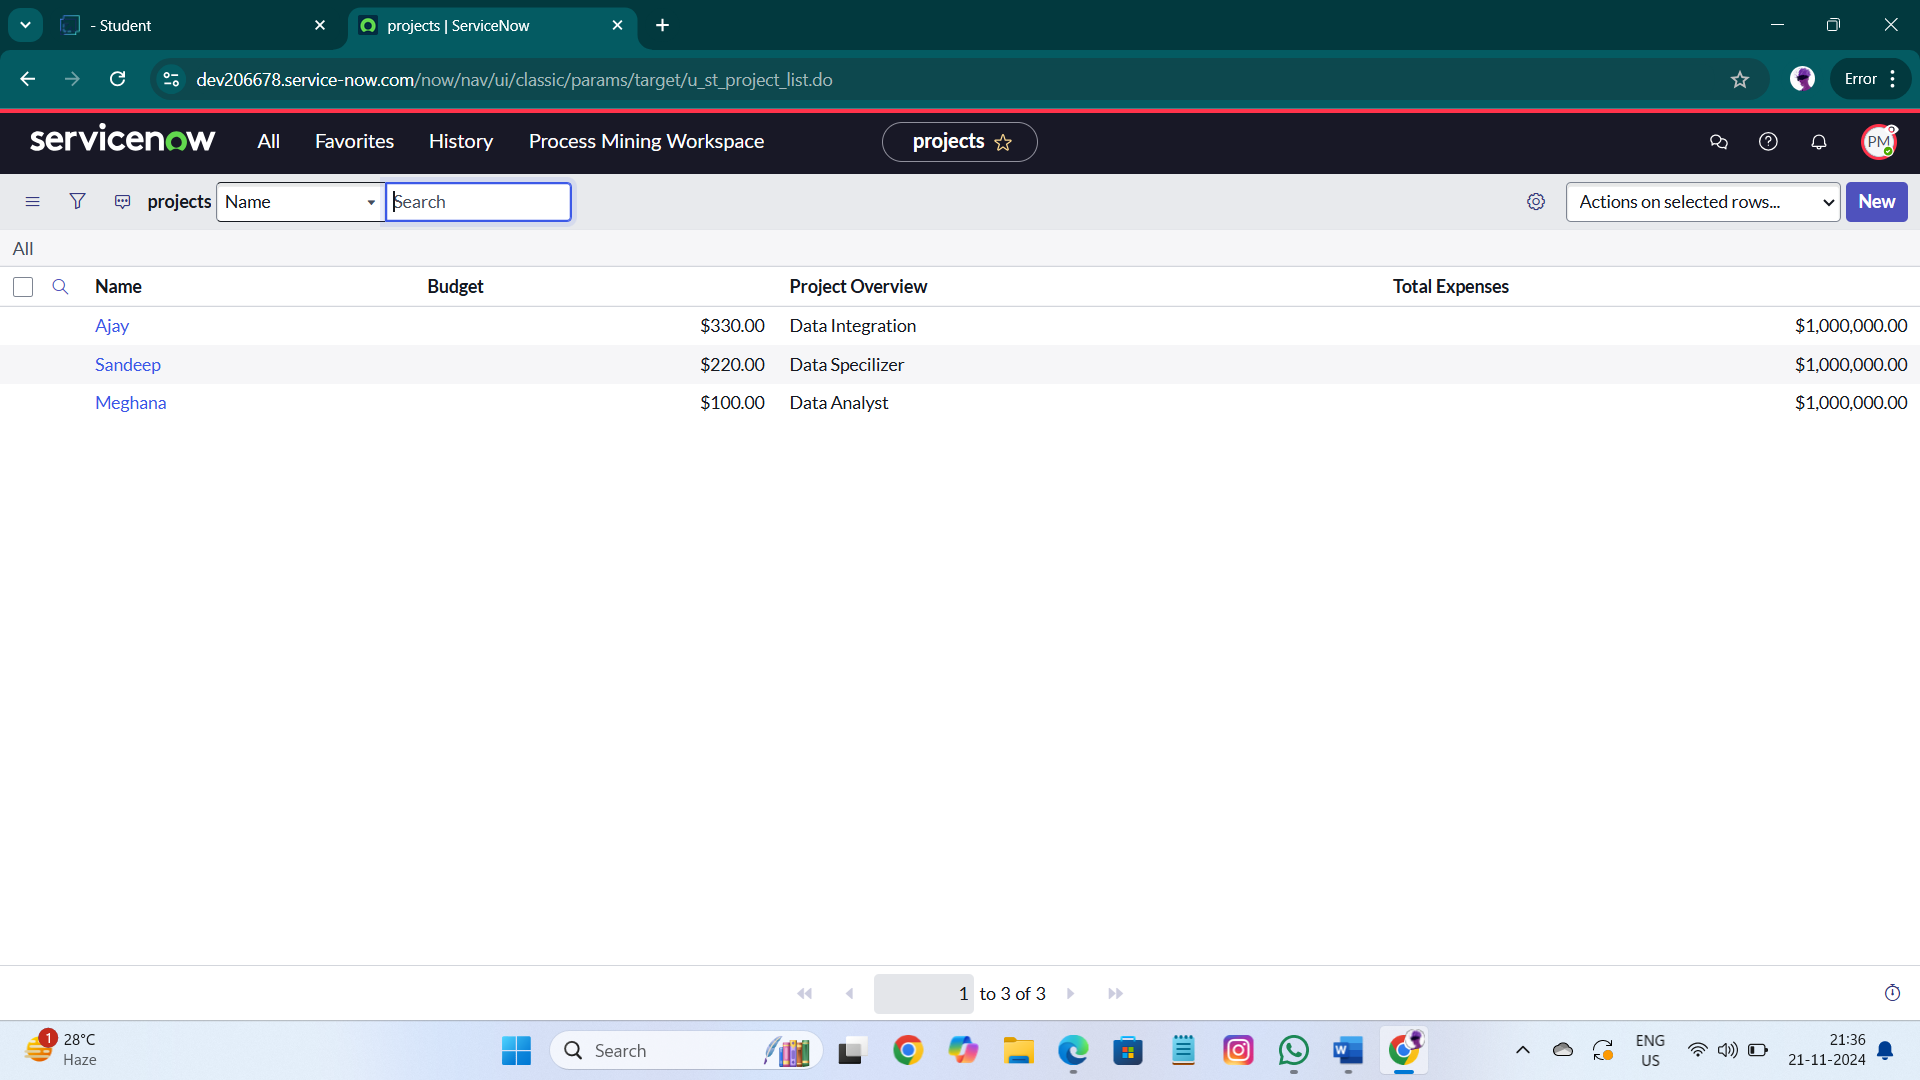 - Student
projects | ServiceNow
dev206678.service-now.com/now/nav/ui/classic/params/target/u_st_project_list.do
Error
servicenow All Favorites History Process Mining Workspace projects PM
projects Name Search Actions on selected rows... New
All
Name Budget Project Overview Total Expenses
Ajay $330.00 Data Integration $1,000,000.00
Sandeep $220.00 Data Specilizer $1,000,000.00
Meghana $100.00 Data Analyst $1,000,000.00
1 to 3 of 3
1 28°C
Haze
Search
ENG
US
21:36
21-11-2024